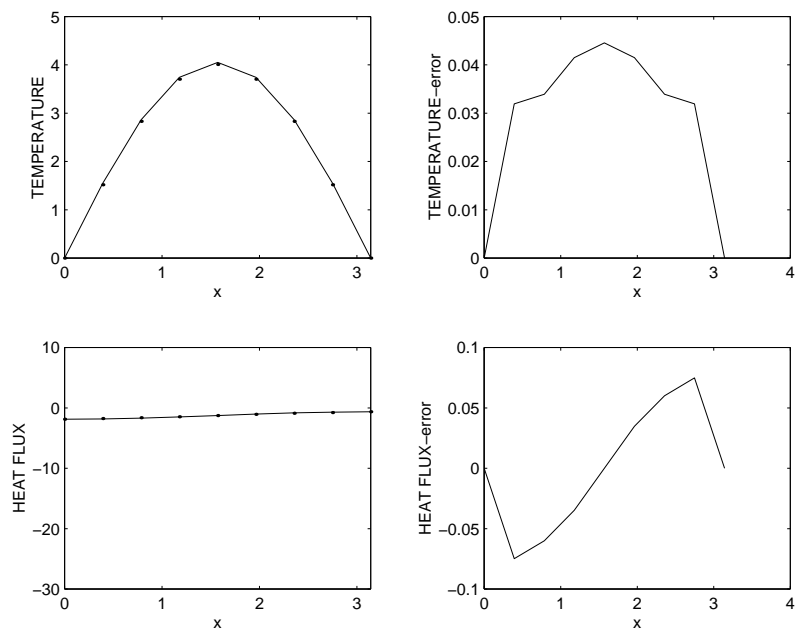 5
4
3
2
1
0
TEMPERATURE
0 1 2 3
x
0.05
0.04
0.03
0.02
0.01
0
TEMPERATURE−error
0 1 2 3 4
x
10
0
−10
−20
−30
HEAT FLUX
0 1 2 3
x
0.1
0.05
0
−0.05
−0.1
HEAT FLUX−error
0 1 2 3 4
x